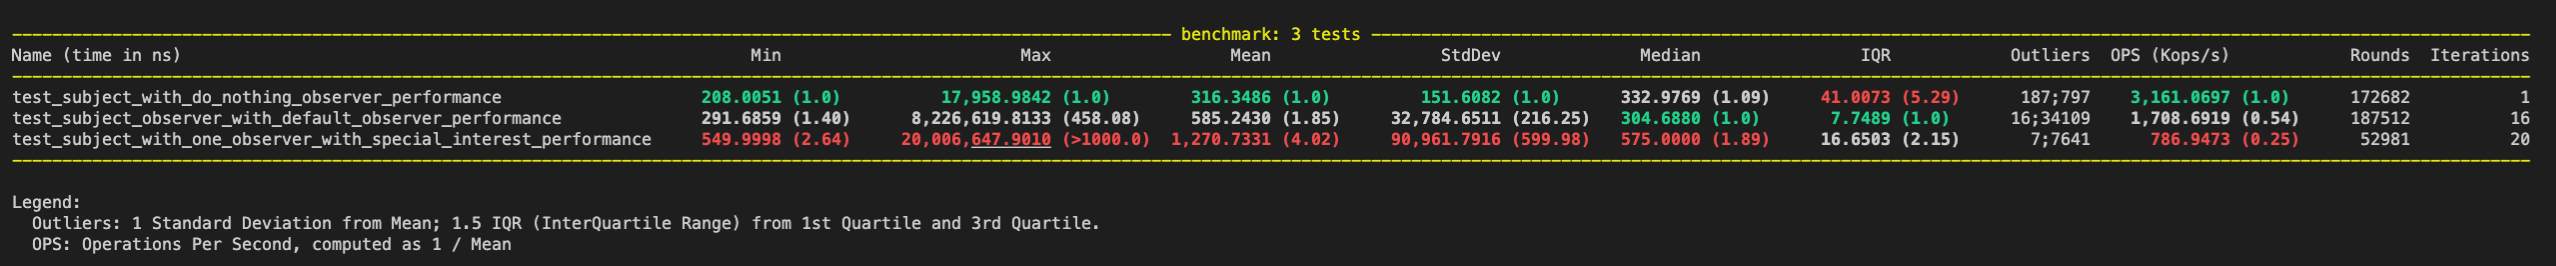 benchmark: 3 tests
Name (time in ns) Min Max Mean StdDev Median IQR Outliers OPS (Kops/s) Rounds Iterations
test_subject_with_do_nothing_observer_performance 208.0051 (1.0) 17,958.9842 (1.0) 316.3486 (1.0) 151.6082 (1.0) 332.9769 (1.09) 41.0073 (5.29) 187;797 3,161.0697 (1.0) 172682 1
test_subject_observer_with_default_observer_performance 291.6859 (1.40) 8,226,619.8133 (458.08) 585.2430 (1.85) 32,784.6511 (216.25) 304.6880 (1.0) 7.7489 (1.0) 16;34109 1,708.6919 (0.54) 187512 16
test_subject_with_one_observer_with_special_interest_performance 549.9998 (2.64) 20,006,647.9010 (>1000.0) 1,270.7331 (4.02) 90,961.7916 (599.98) 575.0000 (1.89) 16.6503 (2.15) 7;7641 786.9473 (0.25) 52981 20
Legend:
Outliers: 1 Standard Deviation from Mean; 1.5 IQR (InterQuartile Range) from 1st Quartile and 3rd Quartile.
OPS: Operations Per Second, computed as 1 / Mean